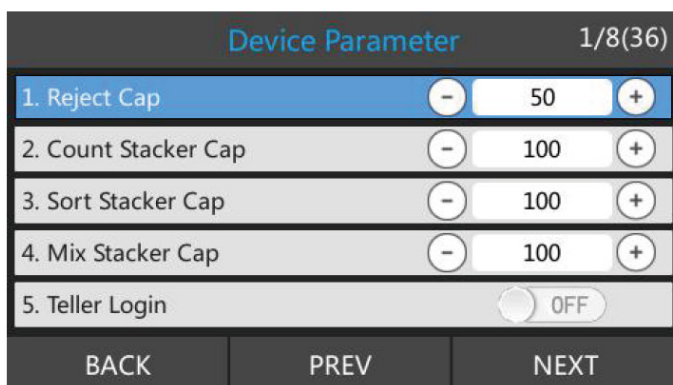 Device Parameter 1/8(36)
1. Reject Cap - 50 +
2. Count Stacker Cap - 100 +
3. Sort Stacker Cap - 100 +
4. Mix Stacker Cap - 100 +
5. Teller Login OFF
BACK PREV NEXT